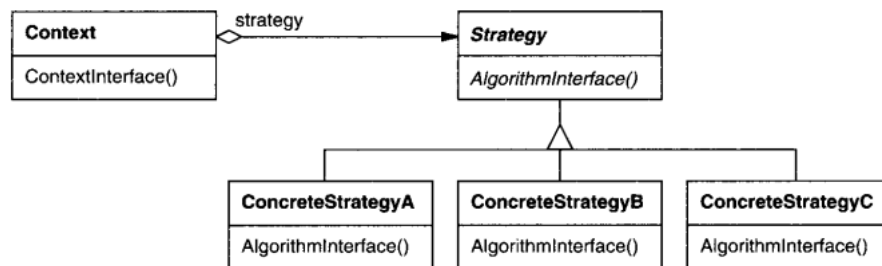 strategy
Context
Strategy
ContextInterface()
AlgorithmInterface()
ConcreteStrategyA
ConcreteStrategyB
ConcreteStrategyC
AlgorithmInterface()
AlgorithmInterface()
AlgorithmInterface()